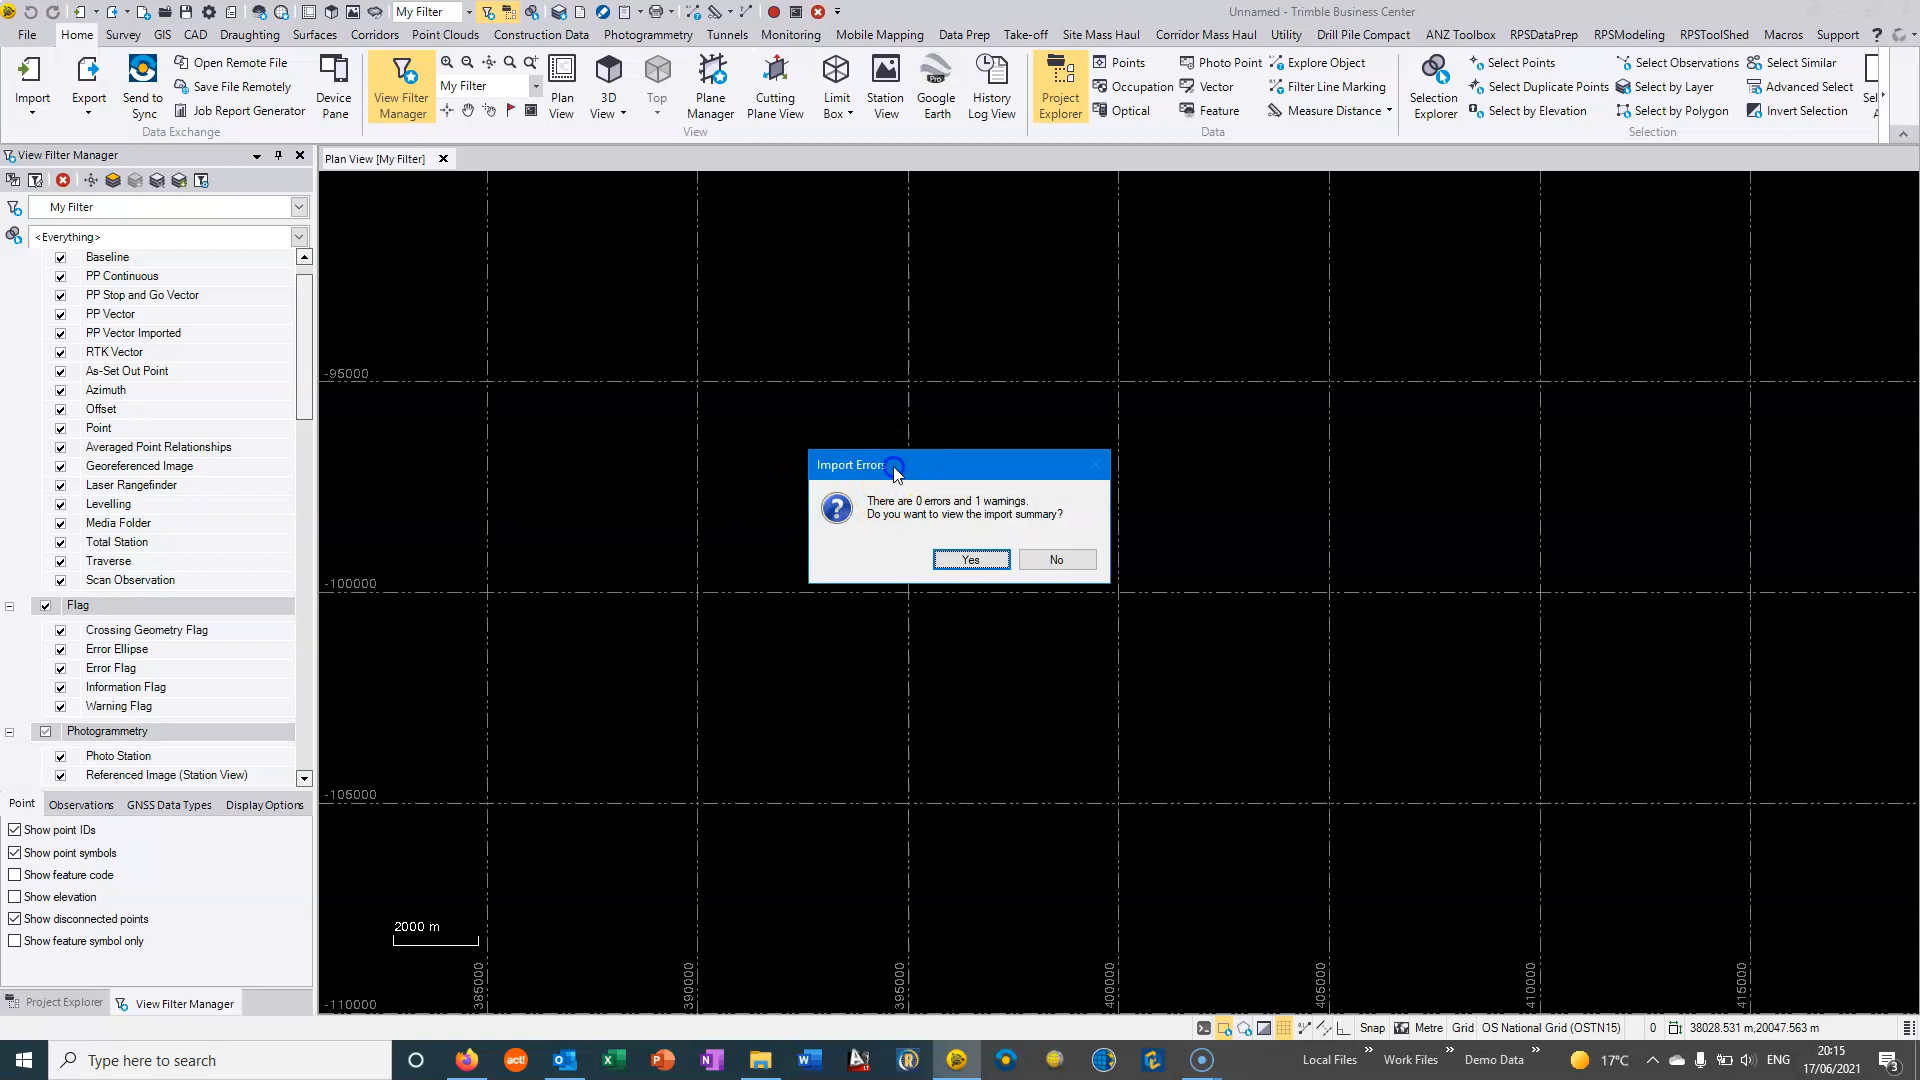 My Filter
Unnamed - Trimble Business Center
File Home Survey GIS CAD Draughting Surfaces Corridors Point Clouds Construction Data Photogrammetry Tunnels Monitoring Mobile Mapping Data Prep Take-off Site Mass Haul Corridor Mass Haul Utility Drill Pile Compact ANZ Toolbox RPSDataPrep RPSModeling RPSToolShed Macros Support
Import
Export
Send to Sync
Open Remote File
Save File Remotely
Job Report Generator
Device Pane
Data Exchange
View Filter Manager
My Filter
Plan View
3D View
Top
Plane Manager
Cutting Plane View
Limit Box
Station View
Google Earth
History Log View
View
Project Explorer
Points
Occupation
Optical
Photo Point
Vector
Feature
Explore Object
Filter Line Marking
Measure Distance
Data
Selection Explorer
Select Points
Select Duplicate Points
Select by Elevation
Select Observations
Select by Layer
Select by Polygon
Select Similar
Advanced Select
Invert Selection
Selection
View Filter Manager
Plan View [My Filter]
My Filter
<Everything>
Baseline
PP Continuous
PP Stop and Go Vector
PP Vector
PP Vector Imported
RTK Vector
As-Set Out Point
Azimuth
Offset
Point
Averaged Point Relationships
Georeferenced Image
Laser Rangefinder
Levelling
Media Folder
Total Station
Traverse
Scan Observation
Flag
Crossing Geometry Flag
Error Ellipse
Error Flag
Information Flag
Warning Flag
Photogrammetry
Photo Station
Referenced Image (Station View)
Point Observations GNSS Data Types Display Options
Show point IDs
Show point symbols
Show feature code
Show elevation
Show disconnected points
Show feature symbol only
Project Explorer View Filter Manager
-95000
-100000
-105000
-110000
2000 m
385000
390000
395000
400000
405000
410000
415000
Import Errors
There are 0 errors and 1 warnings.
Do you want to view the import summary?
Yes No
Snap Metre Grid OS National Grid (OSTN15) 0 38028.531 m,20047.563 m
Type here to search
act!
Local Files Work Files Demo Data 17°C ENG
20:15
17/06/2021
3